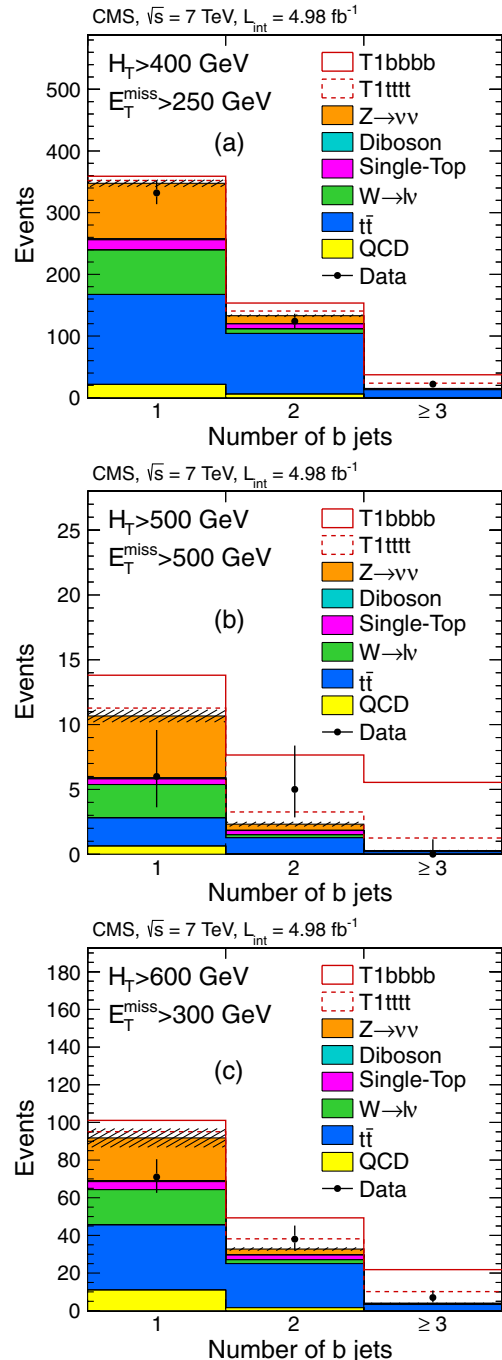 CMS, √s = 7 TeV, L_int = 4.98 fb⁻¹
H_T>400 GeV
E_T^miss>250 GeV
(a)
T1bbbb
T1tttt
Z→νν
Diboson
Single-Top
W→lν
tt̄
QCD
Data
Events
500
400
300
200
100
0
1
2
≥ 3
Number of b jets
CMS, √s = 7 TeV, L_int = 4.98 fb⁻¹
H_T>500 GeV
E_T^miss>500 GeV
(b)
T1bbbb
T1tttt
Z→νν
Diboson
Single-Top
W→lν
tt̄
QCD
Data
Events
25
20
15
10
5
0
1
2
≥ 3
Number of b jets
CMS, √s = 7 TeV, L_int = 4.98 fb⁻¹
H_T>600 GeV
E_T^miss>300 GeV
(c)
T1bbbb
T1tttt
Z→νν
Diboson
Single-Top
W→lν
tt̄
QCD
Data
Events
180
160
140
120
100
80
60
40
20
0
1
2
≥ 3
Number of b jets